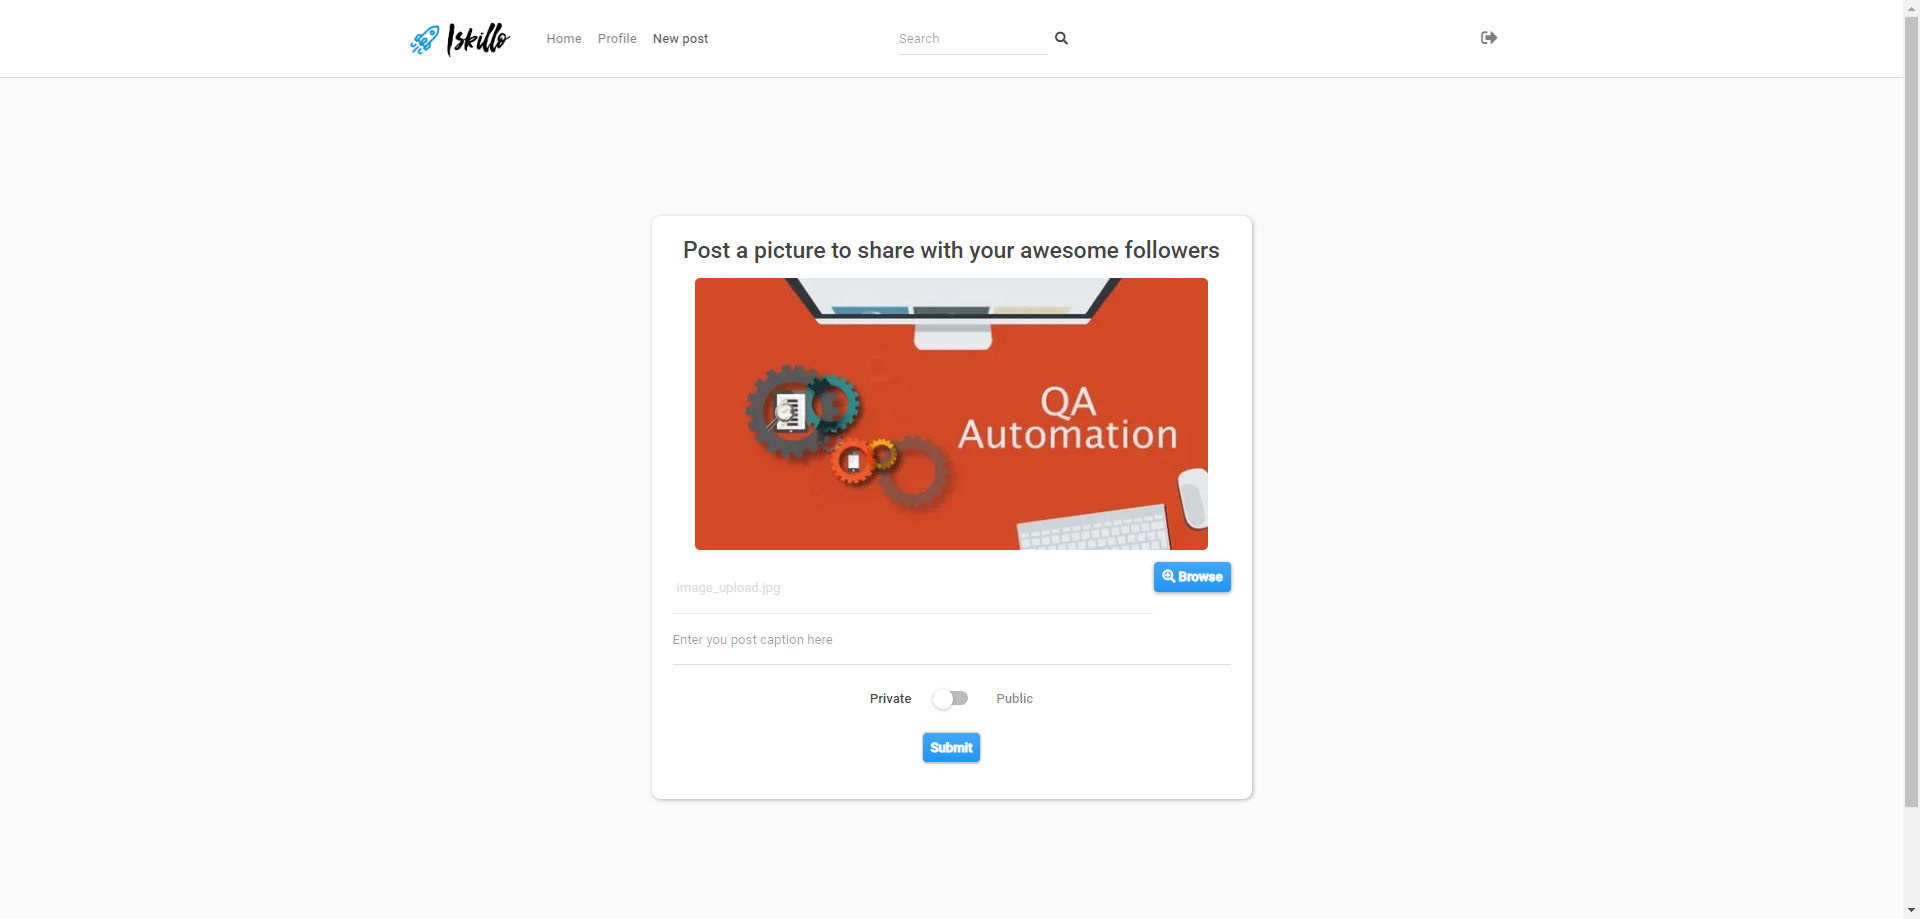 Iskillo
Home Profile New post
Search
Post a picture to share with your awesome followers
QA
Automation
image_upload.jpg
Browse
Enter you post caption here
Private Public
Submit